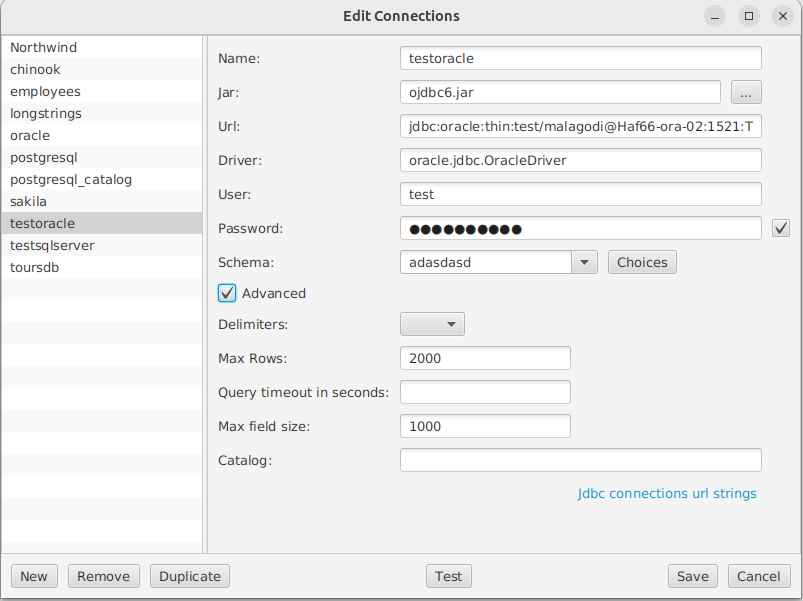 Edit Connections
Northwind
chinook
employees
longstrings
oracle
postgresql
postgresql_catalog
sakila
testoracle
testsqlserver
toursdb
Name: testoracle
Jar: ojdbc6.jar ...
Url: jdbc:oracle:thin:test/malagodi@Haf66-ora-02:1521:T
Driver: oracle.jdbc.OracleDriver
User: test
Password: ●●●●●●●●●●
Schema: adasdasd Choices
Advanced
Delimiters:
Max Rows: 2000
Query timeout in seconds:
Max field size: 1000
Catalog:
Jdbc connections url strings
New Remove Duplicate Test Save Cancel